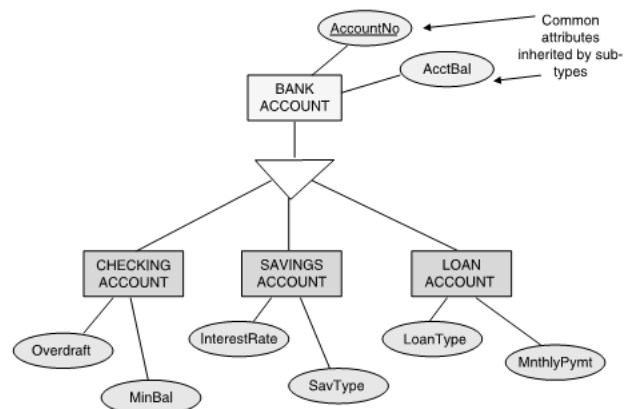 AccountNo
Common
attributes
inherited by sub-
types
AcctBal
BANK
ACCOUNT
CHECKING
ACCOUNT
SAVINGS
ACCOUNT
LOAN
ACCOUNT
Overdraft
InterestRate
LoanType
MnthlyPymt
MinBal
SavType